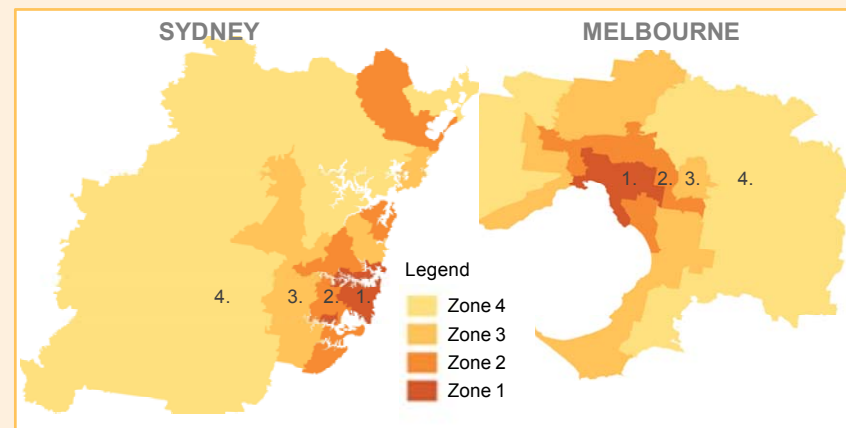 SYDNEY
MELBOURNE
1. 2. 3. 4.
4. 3. 2. 1.
Legend
Zone 4
Zone 3
Zone 2
Zone 1